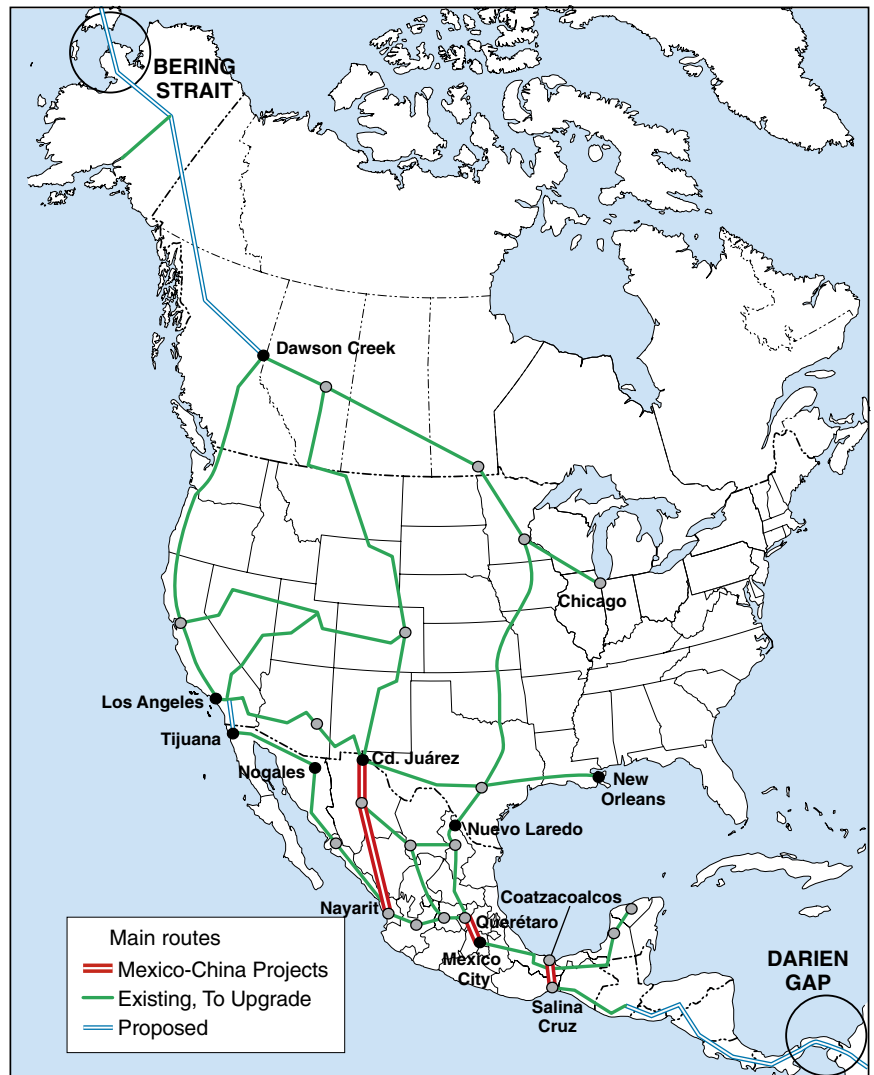 BERING
STRAIT
Dawson Creek
Chicago
Los Angeles
Tijuana
Nogales
Cd. Juárez
New
Orleans
Nuevo Laredo
Coatzacoalcos
Nayarit
Querétaro
Mexico
City
Salina
Cruz
DARIEN
GAP
Main routes
Mexico-China Projects
Existing, To Upgrade
Proposed